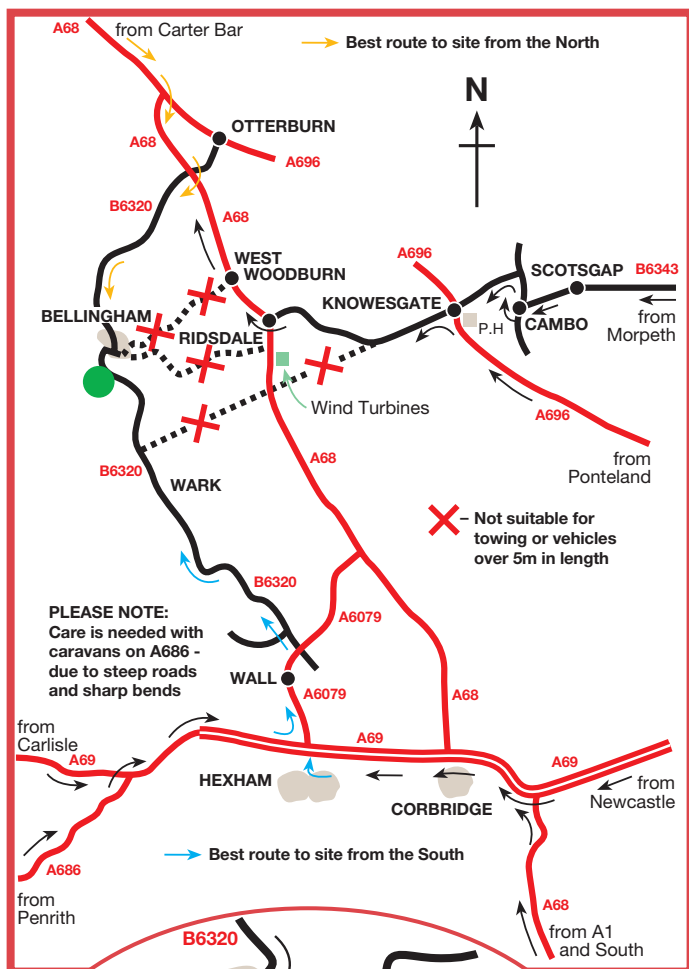 A68
from Carter Bar
Best route to site from the North
N
OTTERBURN
A68
A696
B6320
A68
WEST
WOODBURN
A696
SCOTSGAP
B6343
KNOWESGATE
BELLINGHAM
P.H
CAMBO
from
Morpeth
RIDSDALE
Wind Turbines
A696
from
Ponteland
A68
B6320
WARK
– Not suitable for
towing or vehicles
over 5m in length
B6320
PLEASE NOTE:
Care is needed with
caravans on A686 -
due to steep roads
and sharp bends
A6079
WALL
A6079
A68
from
Carlisle
A69
A69
A69
HEXHAM
CORBRIDGE
from
Newcastle
Best route to site from the South
A686
from
Penrith
A68
from A1
and South
B6320